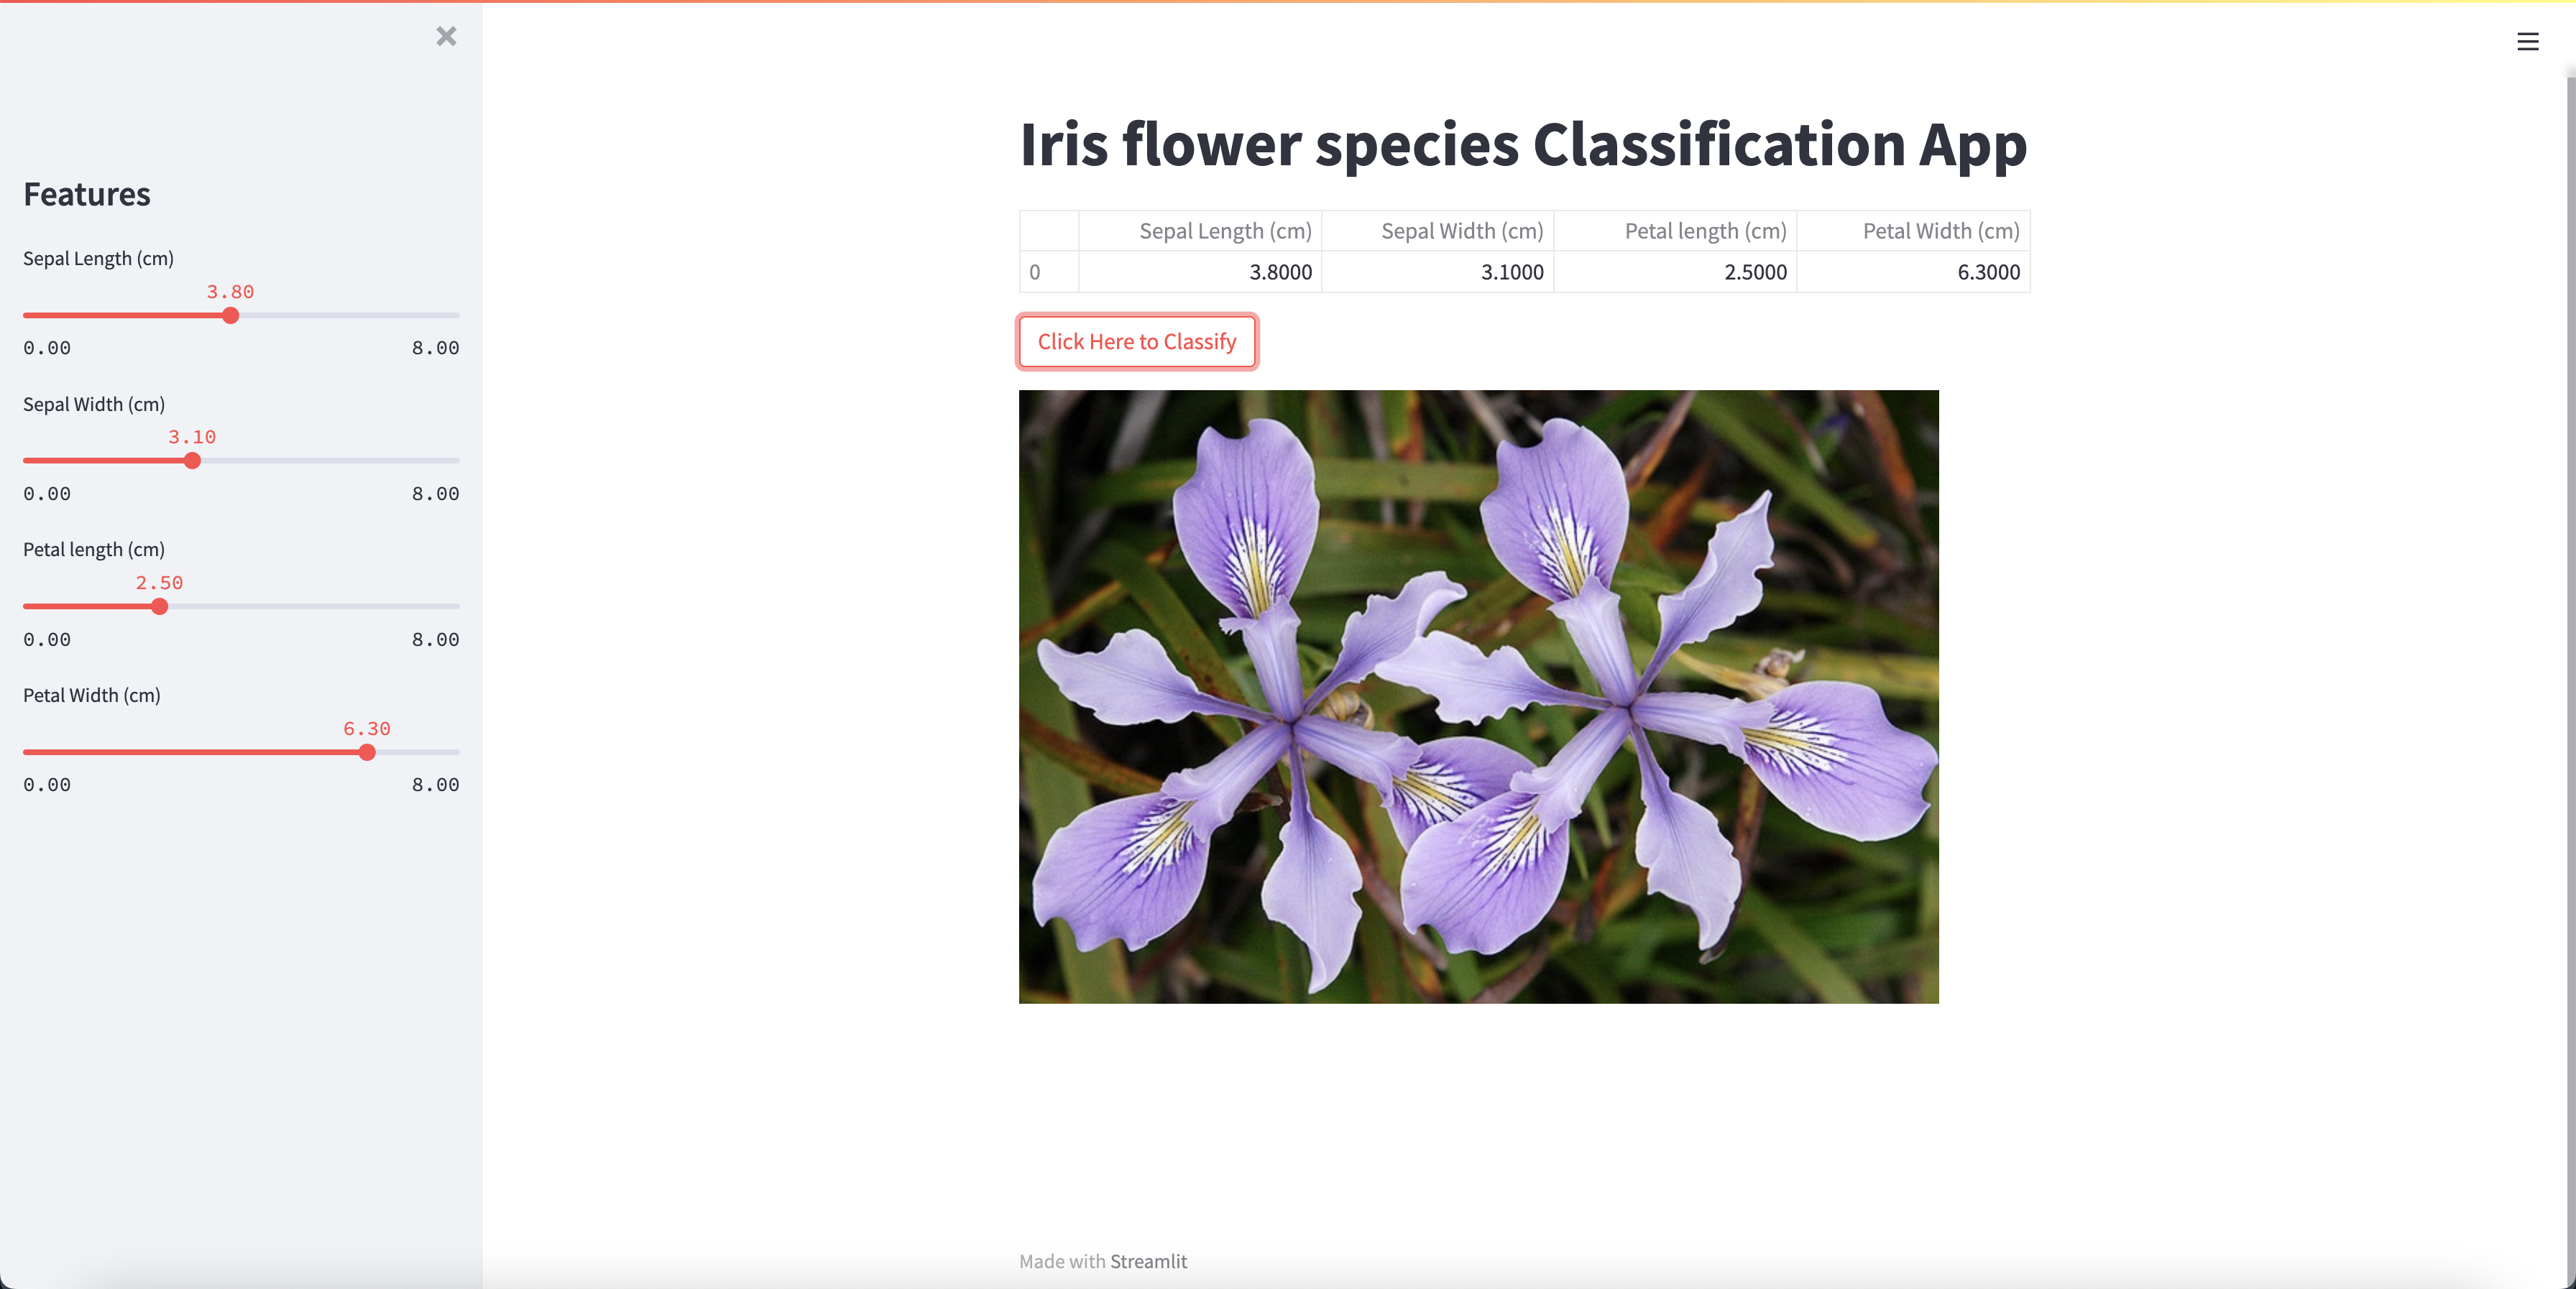 Features
Sepal Length (cm)
3.80
0.00 8.00
Sepal Width (cm)
3.10
0.00 8.00
Petal length (cm)
2.50
0.00 8.00
Petal Width (cm)
6.30
0.00 8.00
Iris flower species Classification App
Sepal Length (cm) Sepal Width (cm) Petal length (cm) Petal Width (cm)
0 3.8000 3.1000 2.5000 6.3000
Click Here to Classify
Made with Streamlit